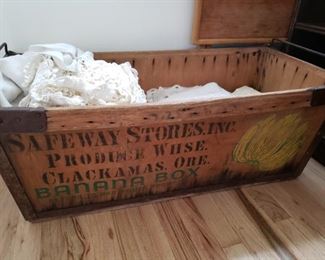 SAFEWAY STORES, INC.
PRODUCE WHSE.
CLACKAMAS, ORE.
BANANA BOX